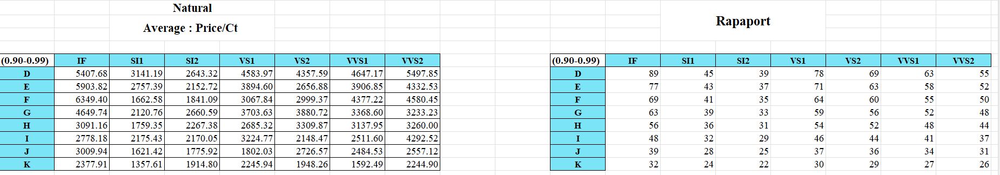 Natural
Average : Price/Ct
Rapaport
(0.90-0.99) IF SI1 SI2 VS1 VS2 VVS1 VVS2
D 5407.68 3141.19 2643.32 4583.97 4357.59 4647.17 5497.85
E 5903.82 2757.39 2152.72 3894.60 2656.88 3906.85 4332.53
F 6349.40 1662.58 1841.09 3067.84 2999.37 4377.22 4580.45
G 4649.74 2120.76 2660.59 3703.63 3880.72 3368.60 3233.23
H 3091.16 1759.35 2267.38 2685.32 3309.87 3137.95 3260.00
I 2778.18 2175.43 2170.05 3224.77 2148.47 2511.60 4292.52
J 3009.94 1621.42 1775.92 1802.03 2726.57 2484.53 2557.12
K 2377.91 1357.61 1914.80 2245.94 1948.26 1592.49 2244.90
(0.90-0.99) IF SI1 SI2 VS1 VS2 VVS1 VVS2
D 89 45 39 78 69 63 55
E 77 43 37 71 63 58 52
F 69 41 35 64 60 55 50
G 63 39 33 59 56 52 48
H 56 36 31 54 52 48 44
I 48 32 29 46 44 41 37
J 39 28 25 37 36 34 31
K 32 24 22 30 29 27 26